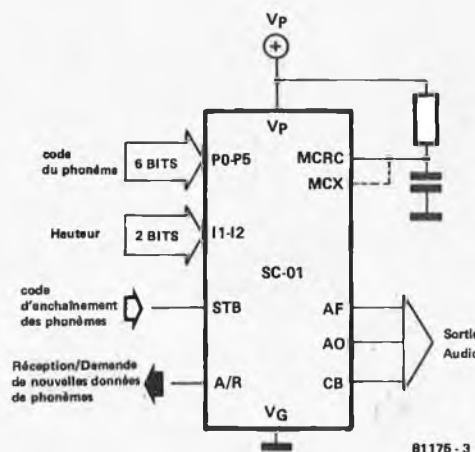 VP
VP
code
du phonème
6 BITS
P0-P5
MCRC
MCX
Hauteur
2 BITS
I1-I2
SC-01
code
d'enchaînement
des phonèmes
STB
AF
Réception/Demande
de nouvelles données
de phonèmes
A/R
AO
CB
Sortie
Audio
VG
81175 - 3